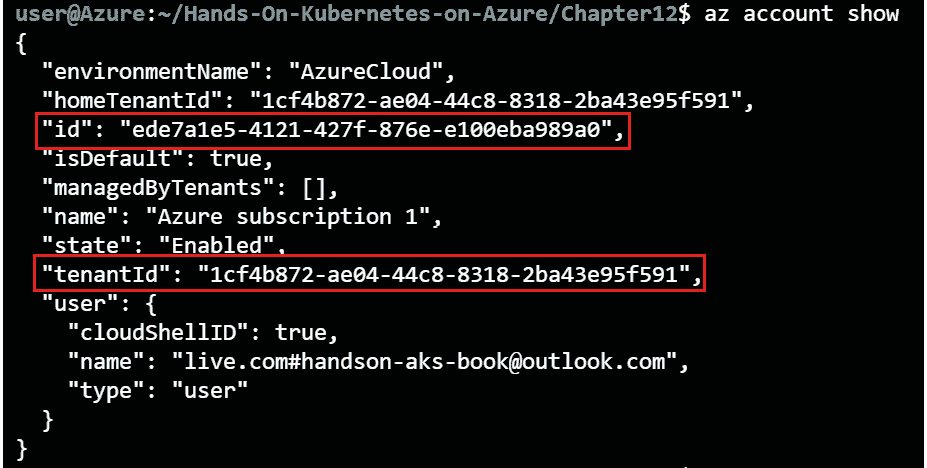 user@Azure:~/Hands-On-Kubernetes-on-Azure/Chapter12$ az account show
{
  "environmentName": "AzureCloud",
  "homeTenantId": "1cf4b872-ae04-44c8-8318-2ba43e95f591",
  "id": "ede7a1e5-4121-427f-876e-e100eba989a0",
  "isDefault": true,
  "managedByTenants": [],
  "name": "Azure subscription 1",
  "state": "Enabled",
  "tenantId": "1cf4b872-ae04-44c8-8318-2ba43e95f591",
  "user": {
    "cloudShellID": true,
    "name": "live.com#handson-aks-book@outlook.com",
    "type": "user"
  }
}